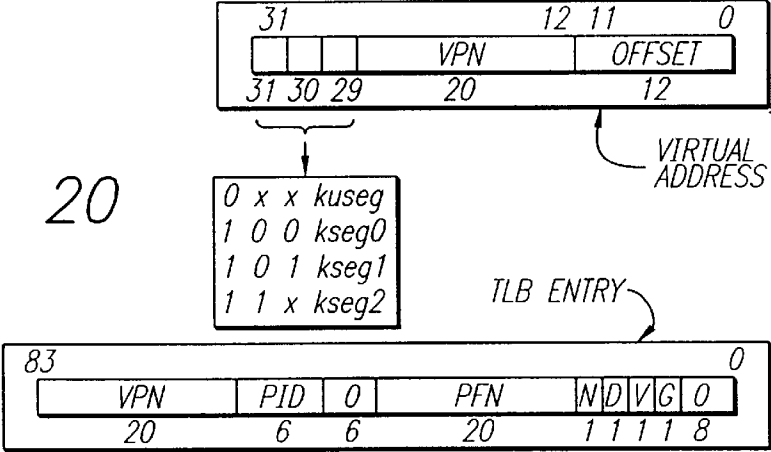 31 12 11 0
VPN OFFSET
31 30 29 20 12
VIRTUAL
ADDRESS
20
0 x x kuseg
1 0 0 kseg0
1 0 1 kseg1
1 1 x kseg2
TLB ENTRY
83 0
VPN PID 0 PFN N D V G 0
20 6 6 20 1 1 1 1 8